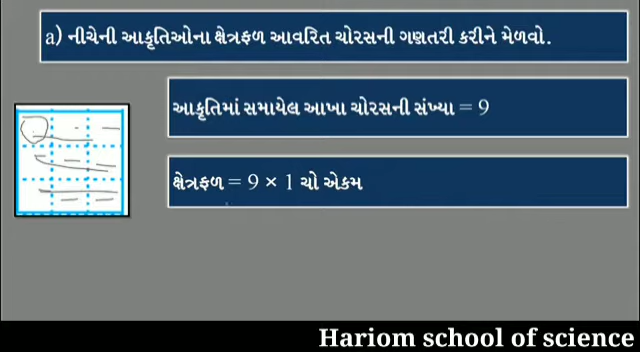 a) નીચેની આકૃતિઓના ક્ષેત્રફળ આવરિત ચોરસની ગણતરી કરીને મેળવો.
આકૃતિમાં સમાયેલ આખા ચોરસની સંખ્યા = 9
ક્ષેત્રફળ = 9 × 1 ચો એકમ
Hariom school of science